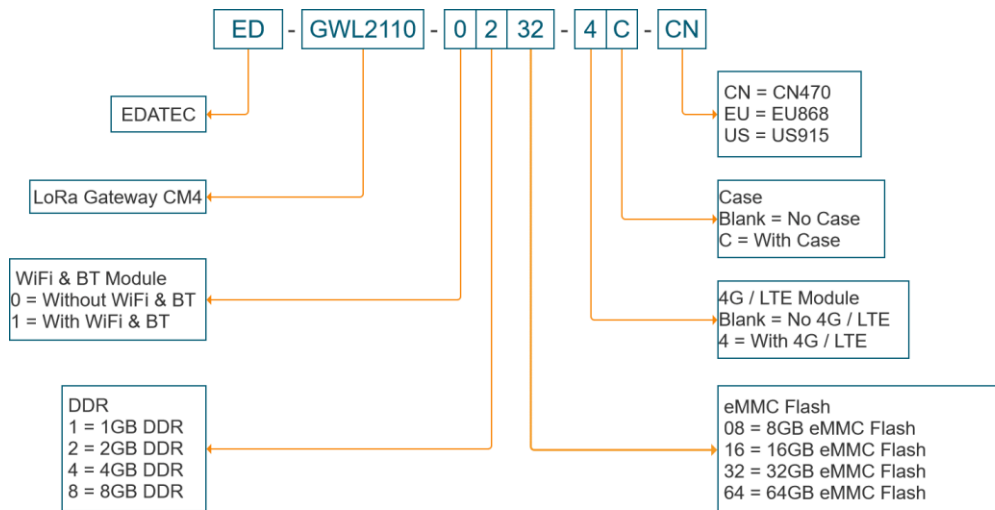 ED - GWL2110 - 0 2 32 - 4 C - CN
EDATEC
LoRa Gateway CM4
WiFi & BT Module
0 = Without WiFi & BT
1 = With WiFi & BT
DDR
1 = 1GB DDR
2 = 2GB DDR
4 = 4GB DDR
8 = 8GB DDR
CN = CN470
EU = EU868
US = US915
Case
Blank = No Case
C = With Case
4G / LTE Module
Blank = No 4G / LTE
4 = With 4G / LTE
eMMC Flash
08 = 8GB eMMC Flash
16 = 16GB eMMC Flash
32 = 32GB eMMC Flash
64 = 64GB eMMC Flash